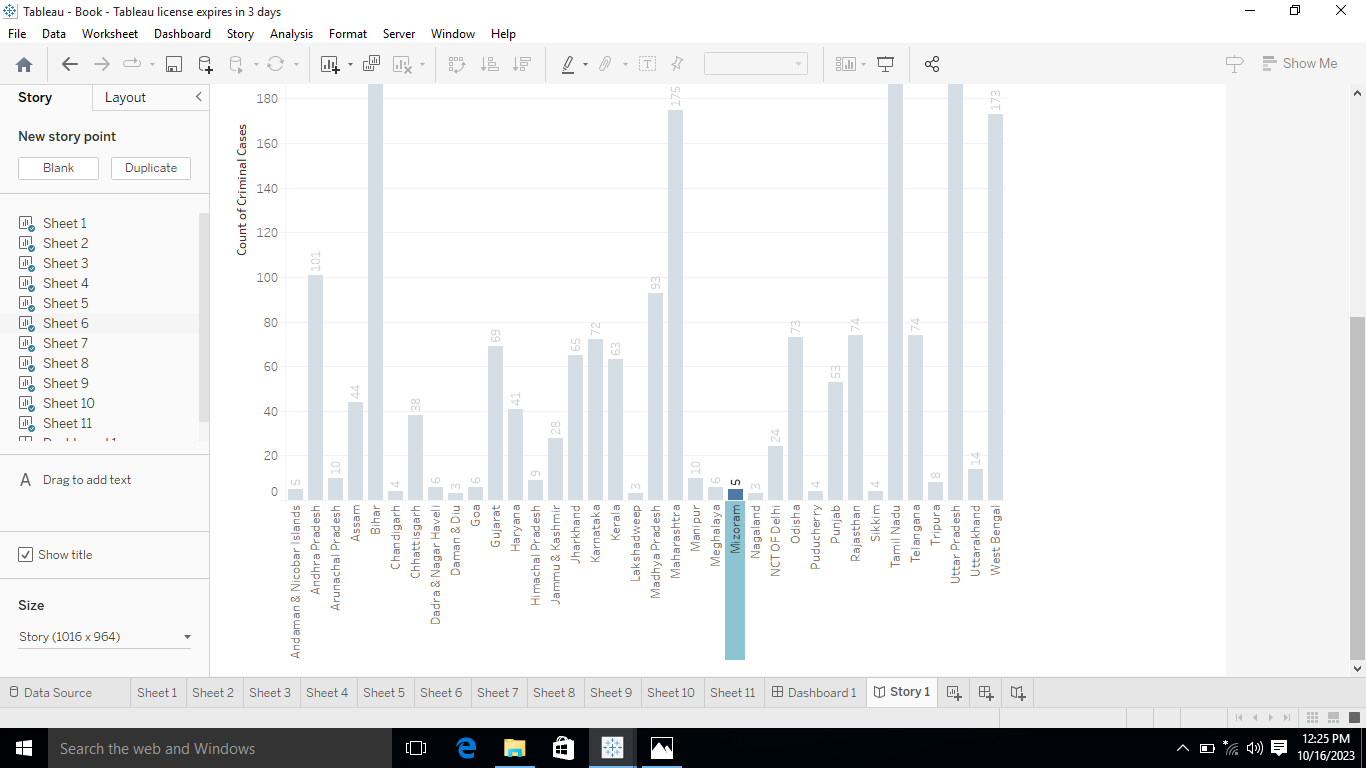 Tableau - Book - Tableau license expires in 3 days
File Data Worksheet Dashboard Story Analysis Format Server Window Help
Show Me
Story Layout
New story point
Blank Duplicate
Sheet 1
Sheet 2
Sheet 3
Sheet 4
Sheet 5
Sheet 6
Sheet 7
Sheet 8
Sheet 9
Sheet 10
Sheet 11
A Drag to add text
Show title
Size
Story (1016 x 964)
Count of Criminal Cases
180
160
140
120
100
80
60
40
20
0
5 101 10 44 4 38 6 3 6 69 41 9 28 65 72 63 3 93 175 10 6 5 3 24 73 4 53 74 4 74 8 14 173
Andaman & Nicobar Islands
Andhra Pradesh
Arunachal Pradesh
Assam
Bihar
Chandigarh
Chhattisgarh
Dadra & Nagar Haveli
Daman & Diu
Goa
Gujarat
Haryana
Himachal Pradesh
Jammu & Kashmir
Jharkhand
Karnataka
Kerala
Lakshadweep
Madhya Pradesh
Maharashtra
Manipur
Meghalaya
Mizoram
Nagaland
NCT OF Delhi
Odisha
Puducherry
Punjab
Rajasthan
Sikkim
Tamil Nadu
Telangana
Tripura
Uttar Pradesh
Uttarakhand
West Bengal
Data Source Sheet 1 Sheet 2 Sheet 3 Sheet 4 Sheet 5 Sheet 6 Sheet 7 Sheet 8 Sheet 9 Sheet 10 Sheet 11 Dashboard 1 Story 1
Search the web and Windows
12:25 PM
10/16/2023